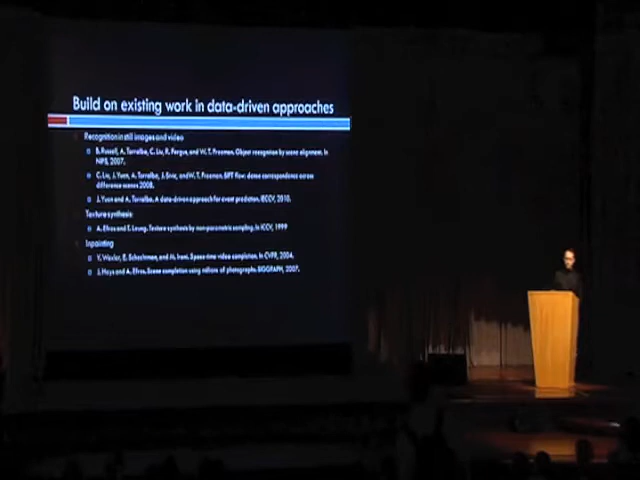 Build on existing work in data-driven approaches
Recognition in still images and video
B. Russell, A. Torralba, C. Liu, R. Fergus, and W. T. Freeman. Object recognition by scene alignment. In
NIPS, 2007.
C. Liu, J. Yuen, A. Torralba, J. Sivic, and W. T. Freeman. SIFT flow: dense correspondence across
difference scenes 2008.
J. Yuen and A. Torralba. A data-driven approach for event prediction. IECCV, 2010.
Texture synthesis
A. Efros and T. Leung. Texture synthesis by non-parametric sampling. In ICCV, 1999
Inpainting
Y. Wexler, E. Schechtman, and M. Irani. Space-time video completion. In CVPR, 2004.
J. Hays and A. Efros. Scene completion using millions of photographs. SIGGRAPH, 2007.